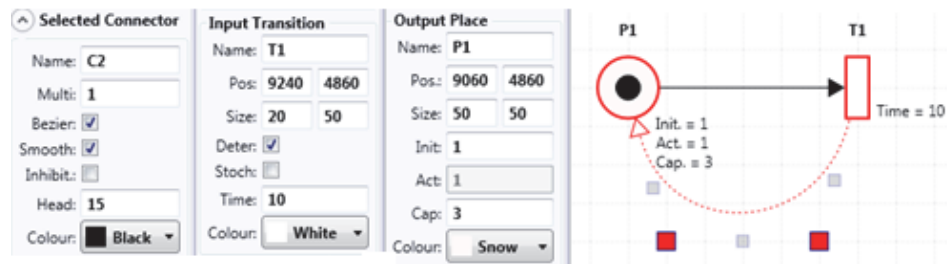 Selected Connector
Name: C2
Multi: 1
Bezier:
Smooth:
Inhibit.:
Head: 15
Colour: Black
Input Transition
Name: T1
Pos: 9240 4860
Size: 20 50
Deter:
Stoch:
Time: 10
Colour: White
Output Place
Name: P1
Pos.: 9060 4860
Size: 50 50
Init: 1
Act: 1
Cap: 3
Colour: Snow
P1
T1
Time = 10
Init. = 1
Act. = 1
Cap. = 3